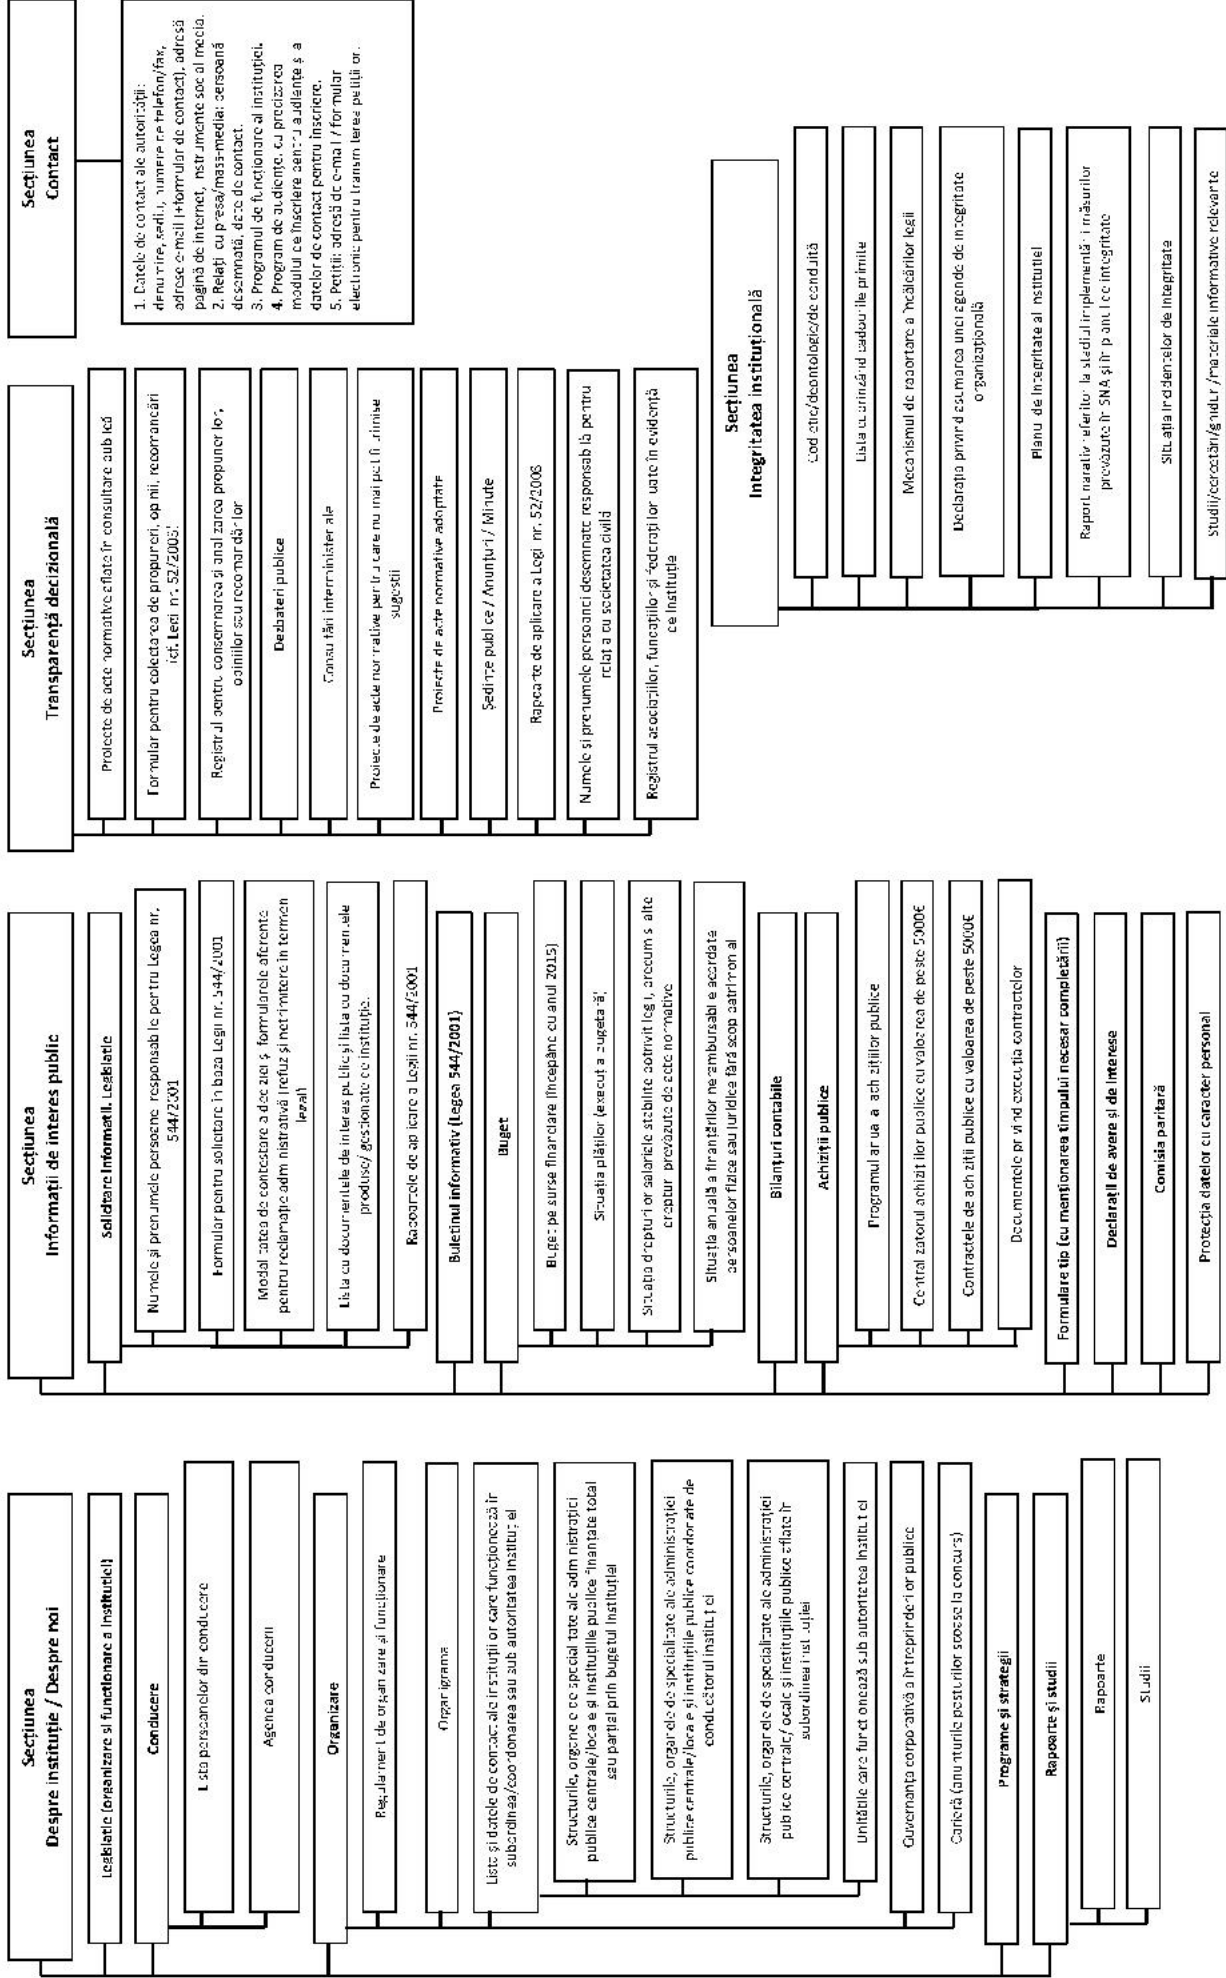 Secțiunea
Despre instituție / Despre noi
Legislație (organizare și funcționare a instituției)
Conducere
Lista persoanelor din conducere
Agenda conducerii
Organizare
Regulament de organizare și funcționare
Organigrama
Lista și datele de contact ale instituțiilor care funcționează în
subordinea/coordonarea sau sub autoritatea instituției
Structurile, organele de specialitate ale administrației
publice centrale/locale și instituțiile publice finanțate total
sau parțial prin bugetul instituției
Structurile, organele de specialitate ale administrației
publice centrale/locale și instituțiile publice coordonate de
conducătorul instituției
Structurile, organele de specialitate ale administrației
publice centrale/locale și instituțiile publice aflate în
subordinea instituției
Unitățile care funcționează sub autoritatea instituției
Guvernanța corporativă a întreprinderilor publice
Carieră (anunțurile posturilor scoase la concurs)
Programe și strategii
Rapoarte și studii
Rapoarte
Studii
Secțiunea
Informații de interes public
Solicitare informații. Legislație
Numele și prenumele persoanei responsabile pentru Legea nr.
544/2001
Formular pentru solicitare în baza Legii nr. 544/2001
Modalitatea de contestare a deciziei și formularele aferente
pentru reclamație administrativă (refuz și netrimitere în termen
legal)
Lista cu documentele de interes public și lista cu documentele
produse/ gestionate de instituție.
Rapoartele de aplicare a Legii nr. 544/2001
Buletinul informativ (Legea 544/2001)
Buget
Buget pe surse financiare (începând cu anul 2015)
Situația plăților (execuția bugetară)
Situația drepturilor salariale stabilite potrivit legii, precum și alte
drepturi prevăzute de acte normative
Situația anuală a finanțărilor nerambursabile acordate
persoanelor fizice sau juridice fără scop patrimonial
Bilanțuri contabile
Achiziții publice
Programul anual al achizițiilor publice
Centralizatorul achizițiilor publice cu valoarea de peste 5000€
Contractele de achiziții publice cu valoarea de peste 5000€
Documentele privind execuția contractelor
Formulare tip (cu menționarea timpului necesar completării)
Declarații de avere și de interese
Comisia paritară
Protecția datelor cu caracter personal
Secțiunea
Transparență decizională
Proiecte de acte normative aflate în consultare publică
Formular pentru colectarea de propuneri, opinii, recomandări
(cf. Legii nr. 52/2003)
Registrul pentru consemnarea și analizarea propunerilor,
opiniilor sau recomandărilor
Dezbateri publice
Consultări interministeriale
Proiecte de acte normative pentru care nu mai pot fi trimise
sugestii
Proiecte de acte normative adoptate
Ședințe publice / Anunțuri / Minute
Rapoarte de aplicare a Legii nr. 52/2003
Numele și prenumele persoanei desemnate responsabilă pentru
relația cu societatea civilă
Registrul asociațiilor, fundațiilor și federațiilor luate în evidență
de instituție
Secțiunea
Contact
1. Datele de contact ale autorității:
denumire, sediu, numere de telefon/fax,
adrese e-mail (+formular de contact), adresă
pagină de internet, instrumente social media.
2. Relații cu presa/mass-media: persoană
desemnată, date de contact.
3. Programul de funcționare al instituției.
4. Program de audiențe, cu precizarea
modului de înscriere pentru audiențe și a
datelor de contact pentru înscriere.
5. Petiții: adresă de e-mail / formular
electronic pentru transmiterea petițiilor.
Secțiunea
Integritatea instituțională
Cod etic/deontologic/de conduită
Lista cuprinzând cadourile primite
Mecanismul de raportare a încălcărilor legii
Declarația privind asumarea unei agende de integritate
organizațională
Planul de integritate al instituției
Raport narativ referitor la stadiul implementării măsurilor
prevăzute în SNA și în planul de integritate
Situația incidentelor de integritate
Studii/cercetări/ghiduri /materiale informative relevante